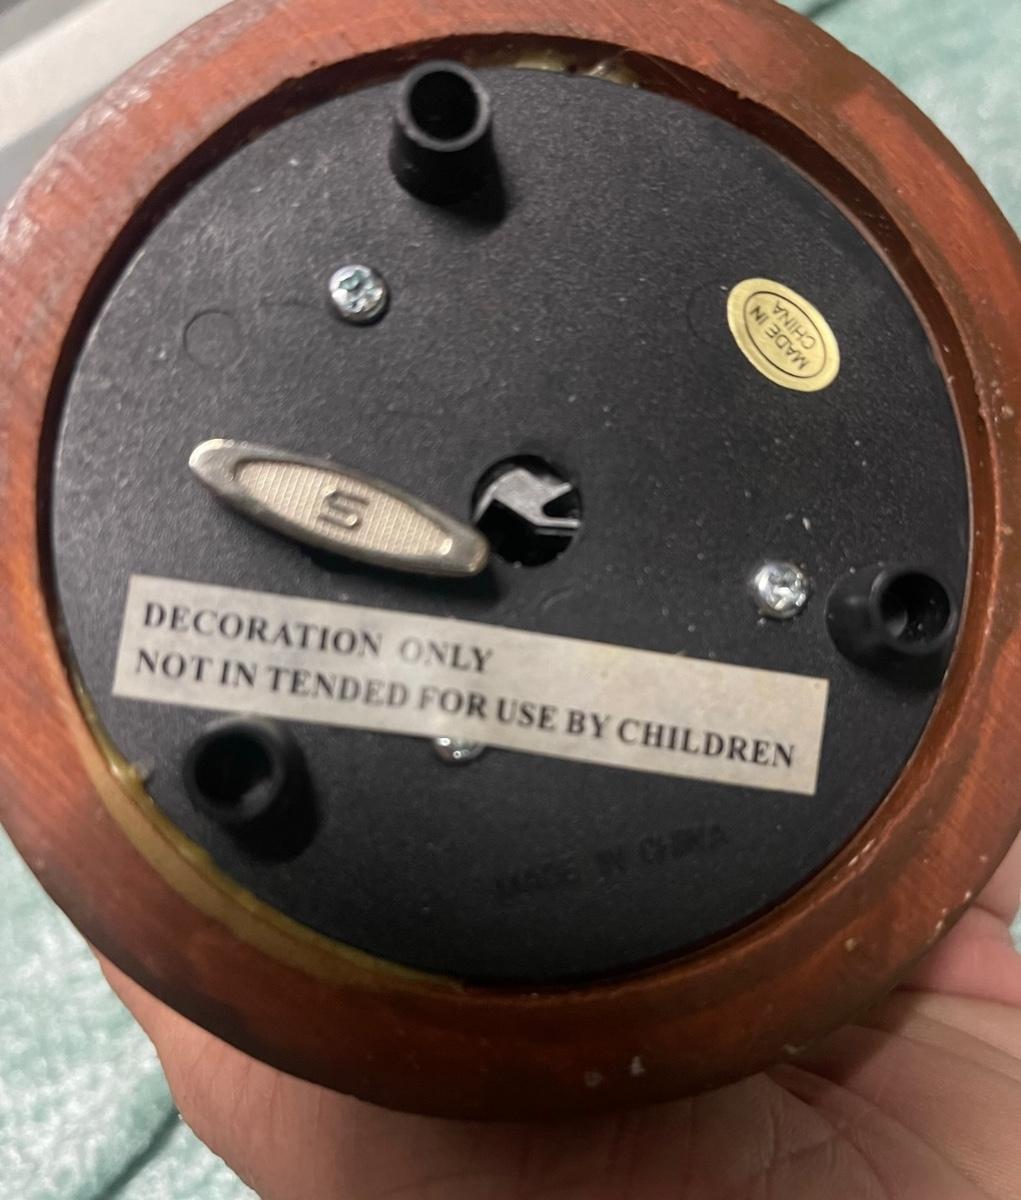 MADE IN
CHINA
S
DECORATION ONLY
NOT IN TENDED FOR USE BY CHILDREN
MADE IN CHINA